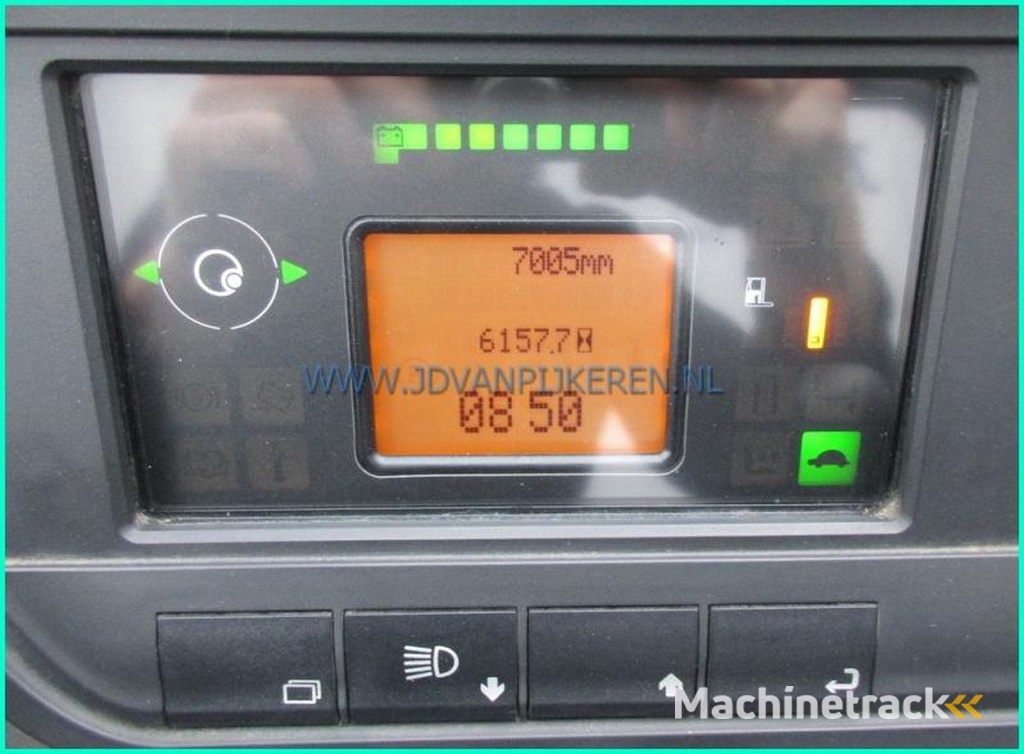 7005mm
6157.7
WWW.JDVANPIJKEREN.NL
08 50
Machinetrack